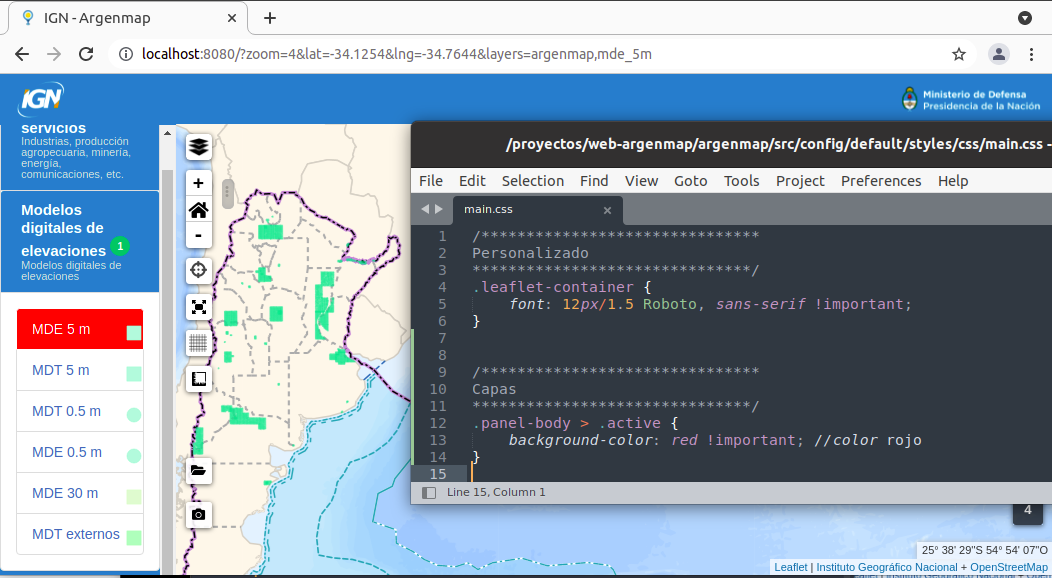 IGN - Argenmap
localhost:8080/?zoom=4&lat=-34.1254&lng=-34.7644&layers=argenmap,mde_5m
IGN
Ministerio de Defensa
Presidencia de la Nación
servicios
Industrias, producción
agropecuaria, minería,
energía,
comunicaciones, etc.
Modelos
digitales de
elevaciones 1
Modelos digitales de
elevaciones
MDE 5 m
MDT 5 m
MDT 0.5 m
MDE 0.5 m
MDE 30 m
MDT externos
+
-
/proyectos/web-argenmap/argenmap/src/config/default/styles/css/main.css -
File Edit Selection Find View Goto Tools Project Preferences Help
main.css
1 /*******************************
2 Personalizado
3 *******************************/
4 .leaflet-container {
5 font: 12px/1.5 Roboto, sans-serif !important;
6 }
7
8
9 /*******************************
10 Capas
11 *******************************/
12 .panel-body > .active {
13 background-color: red !important; //color rojo
14 }
15
Line 15, Column 1
4
25° 38' 29"S 54° 54' 07"O
Leaflet | Instituto Geográfico Nacional + OpenStreetMap